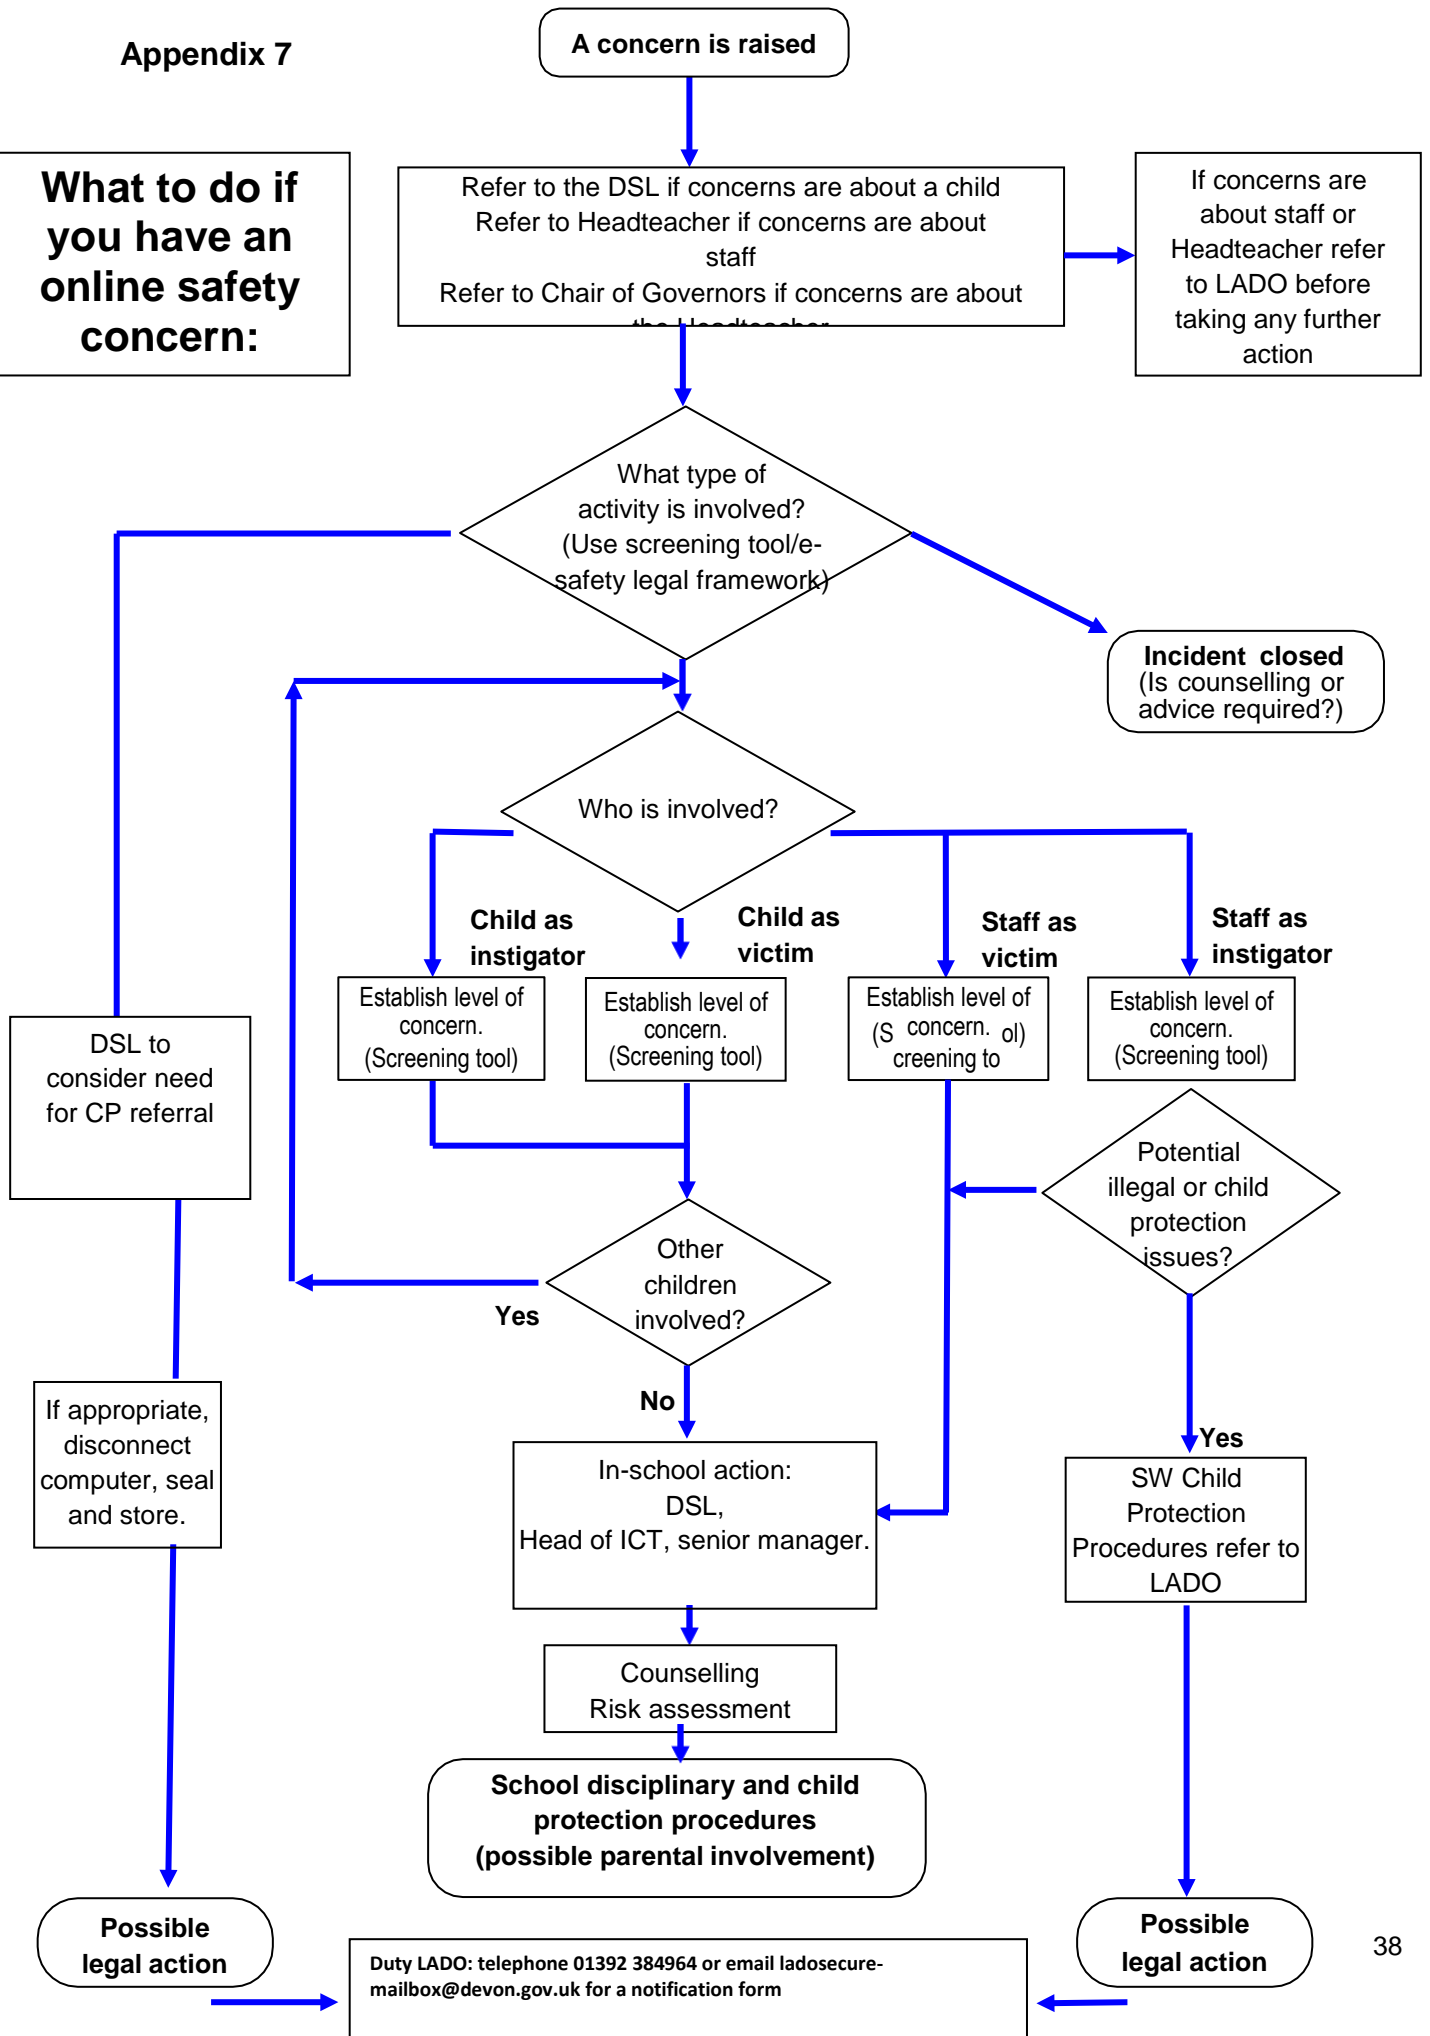 Appendix 7
A concern is raised
What to do if
you have an
online safety
concern:
Refer to the DSL if concerns are about a child
Refer to Headteacher if concerns are about
staff
Refer to Chair of Governors if concerns are about
the Headteacher
If concerns are
about staff or
Headteacher refer
to LADO before
taking any further
action
What type of
activity is involved?
(Use screening tool/e-
safety legal framework)
Incident closed
(Is counselling or
advice required?)
Who is involved?
Child as
instigator
Child as
victim
Staff as
victim
Staff as
instigator
Establish level of
concern.
(Screening tool)
Establish level of
concern.
(Screening tool)
Establish level of
(S concern. ol)
creening to
Establish level of
concern.
(Screening tool)
DSL to
consider need
for CP referral
Potential
illegal or child
protection
issues?
Other
children
involved?
Yes
No
If appropriate,
disconnect
computer, seal
and store.
In-school action:
DSL,
Head of ICT, senior manager.
Yes
SW Child
Protection
Procedures refer to
LADO
Counselling
Risk assessment
School disciplinary and child
protection procedures
(possible parental involvement)
Possible
legal action
Possible
legal action
Duty LADO: telephone 01392 384964 or email ladosecure-
mailbox@devon.gov.uk for a notification form
38